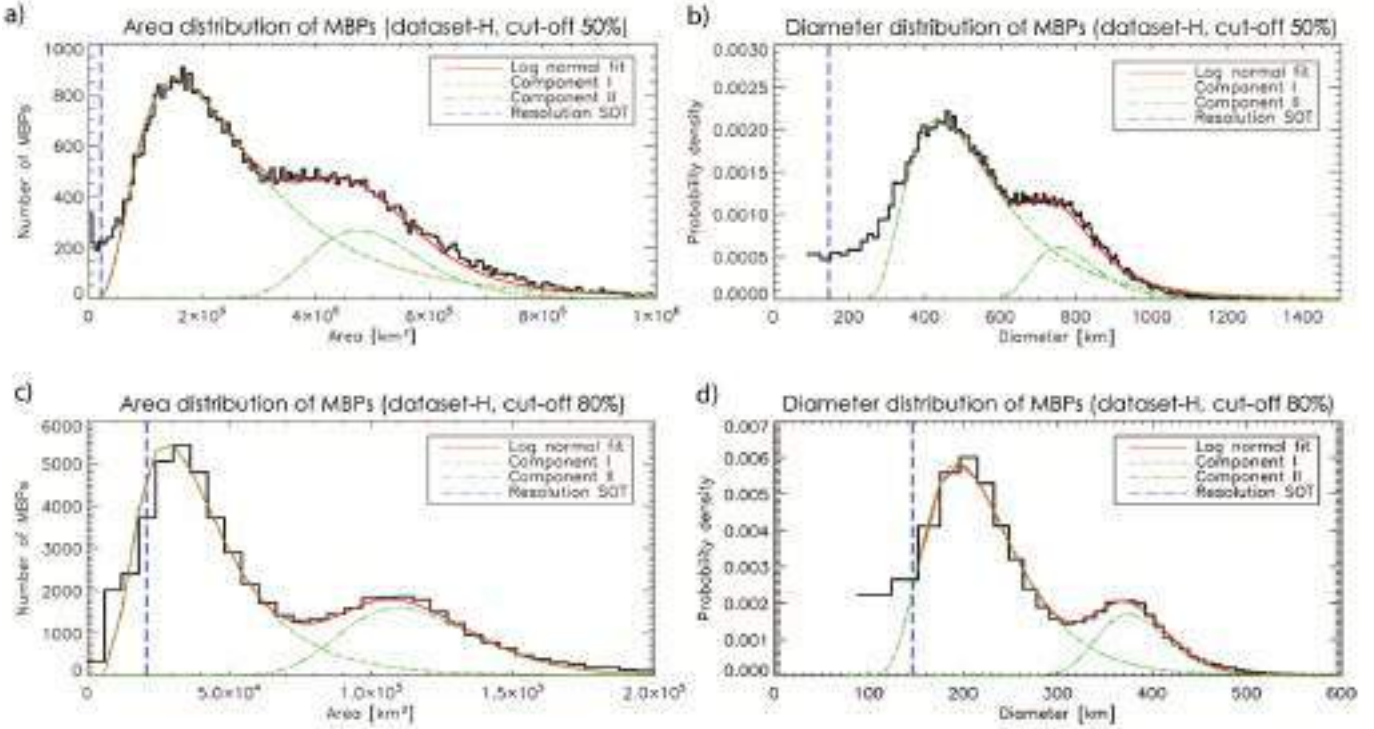 a)
Area distribution of MBPs (dataset-H, cut-off 50%)
Number of MBPs
1000
800
600
400
200
0
Log normal fit
Component I
Component II
Resolution SOT
0
2×10⁵
4×10⁵
6×10⁵
8×10⁵
1×10⁶
Area [km²]
b)
Diameter distribution of MBPs (dataset-H, cut-off 50%)
Probability density
0.0030
0.0025
0.0020
0.0015
0.0010
0.0005
0.0000
Log normal fit
Component I
Component II
Resolution SOT
0
200
400
600
800
1000
1200
1400
Diameter [km]
c)
Area distribution of MBPs (dataset-H, cut-off 80%)
Number of MBPs
6000
5000
4000
3000
2000
1000
0
Log normal fit
Component I
Component II
Resolution SOT
0
5.0×10⁴
1.0×10⁵
1.5×10⁵
2.0×10⁵
Area [km²]
d)
Diameter distribution of MBPs (dataset-H, cut-off 80%)
Probability density
0.007
0.006
0.005
0.004
0.003
0.002
0.001
0.000
Log normal fit
Component I
Component II
Resolution SOT
0
100
200
300
400
500
600
Diameter [km]